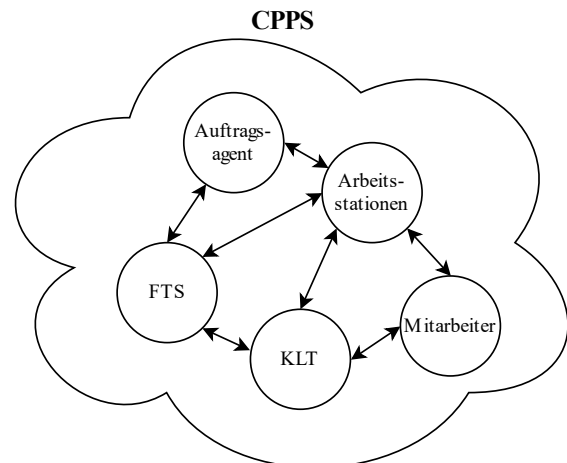 CPPS
Auftrags-
agent
Arbeits-
stationen
FTS
Mitarbeiter
KLT